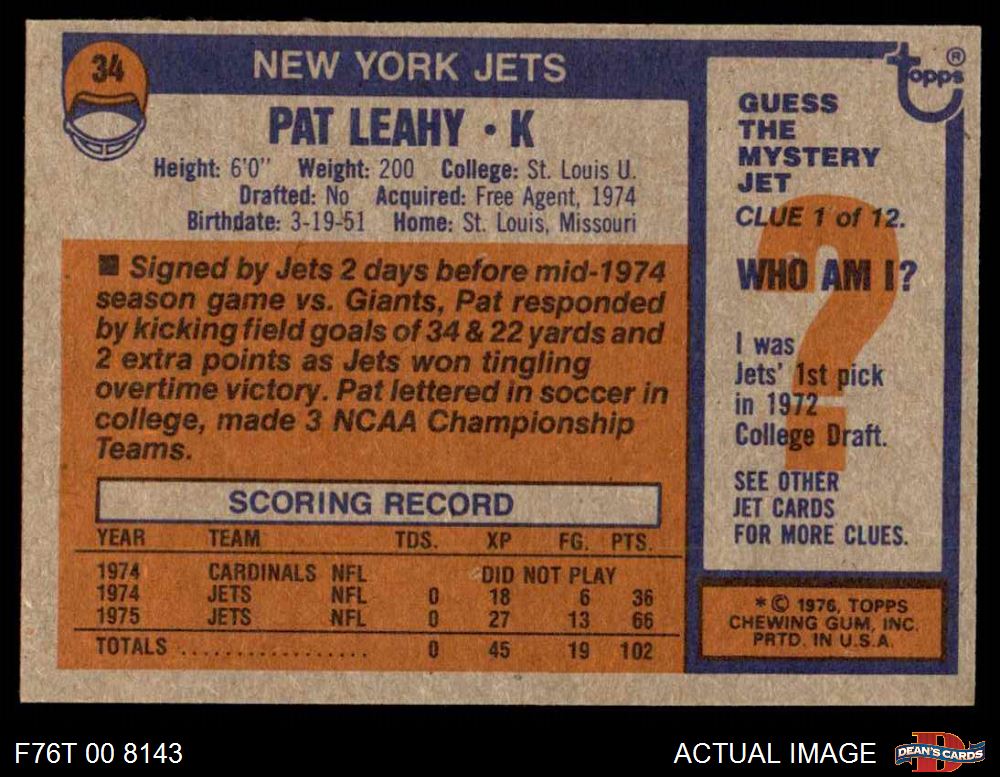 34
NEW YORK JETS
PAT LEAHY • K
Height: 6'0" Weight: 200 College: St. Louis U.
Drafted: No Acquired: Free Agent, 1974
Birthdate: 3-19-51 Home: St. Louis, Missouri
■ Signed by Jets 2 days before mid-1974
season game vs. Giants, Pat responded
by kicking field goals of 34 & 22 yards and
2 extra points as Jets won tingling
overtime victory. Pat lettered in soccer in
college, made 3 NCAA Championship
Teams.
SCORING RECORD
YEAR TEAM TDS. XP FG. PTS.
1974 CARDINALS NFL DID NOT PLAY
1974 JETS NFL 0 18 6 36
1975 JETS NFL 0 27 13 66
TOTALS .................. 0 45 19 102
topps®
GUESS
THE
MYSTERY
JET
CLUE 1 of 12.
WHO AM I?
?
I was
Jets' 1st pick
in 1972
College Draft.
SEE OTHER
JET CARDS
FOR MORE CLUES.
* © 1976, TOPPS
CHEWING GUM, INC.
PRTD. IN U.S.A.
F76T 00 8143
ACTUAL IMAGE
D
DEAN'S CARDS